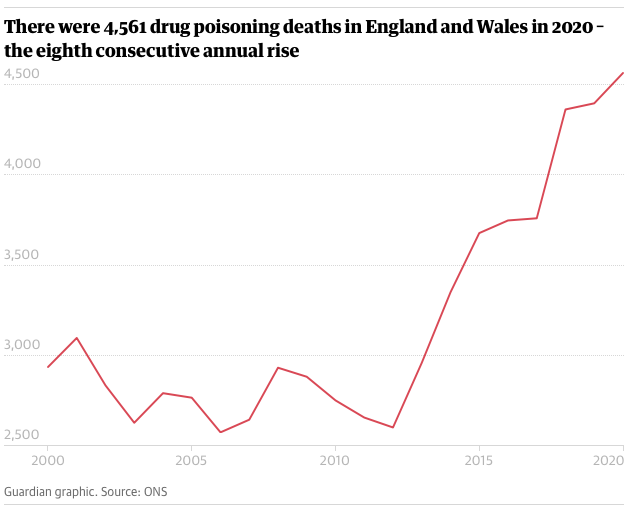 There were 4,561 drug poisoning deaths in England and Wales in 2020 –
the eighth consecutive annual rise
4,500
4,000
3,500
3,000
2,500
2000 2005 2010 2015 2020
Guardian graphic. Source: ONS